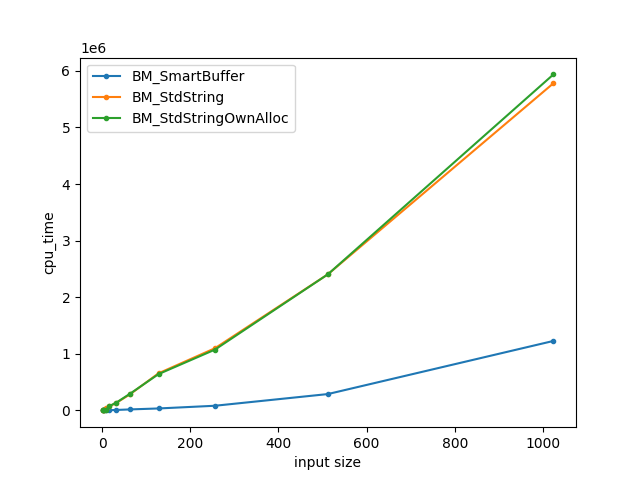 1e6
BM_SmartBuffer
BM_StdString
BM_StdStringOwnAlloc
6
5
4
3
2
1
0
cpu_time
0 200 400 600 800 1000
input size